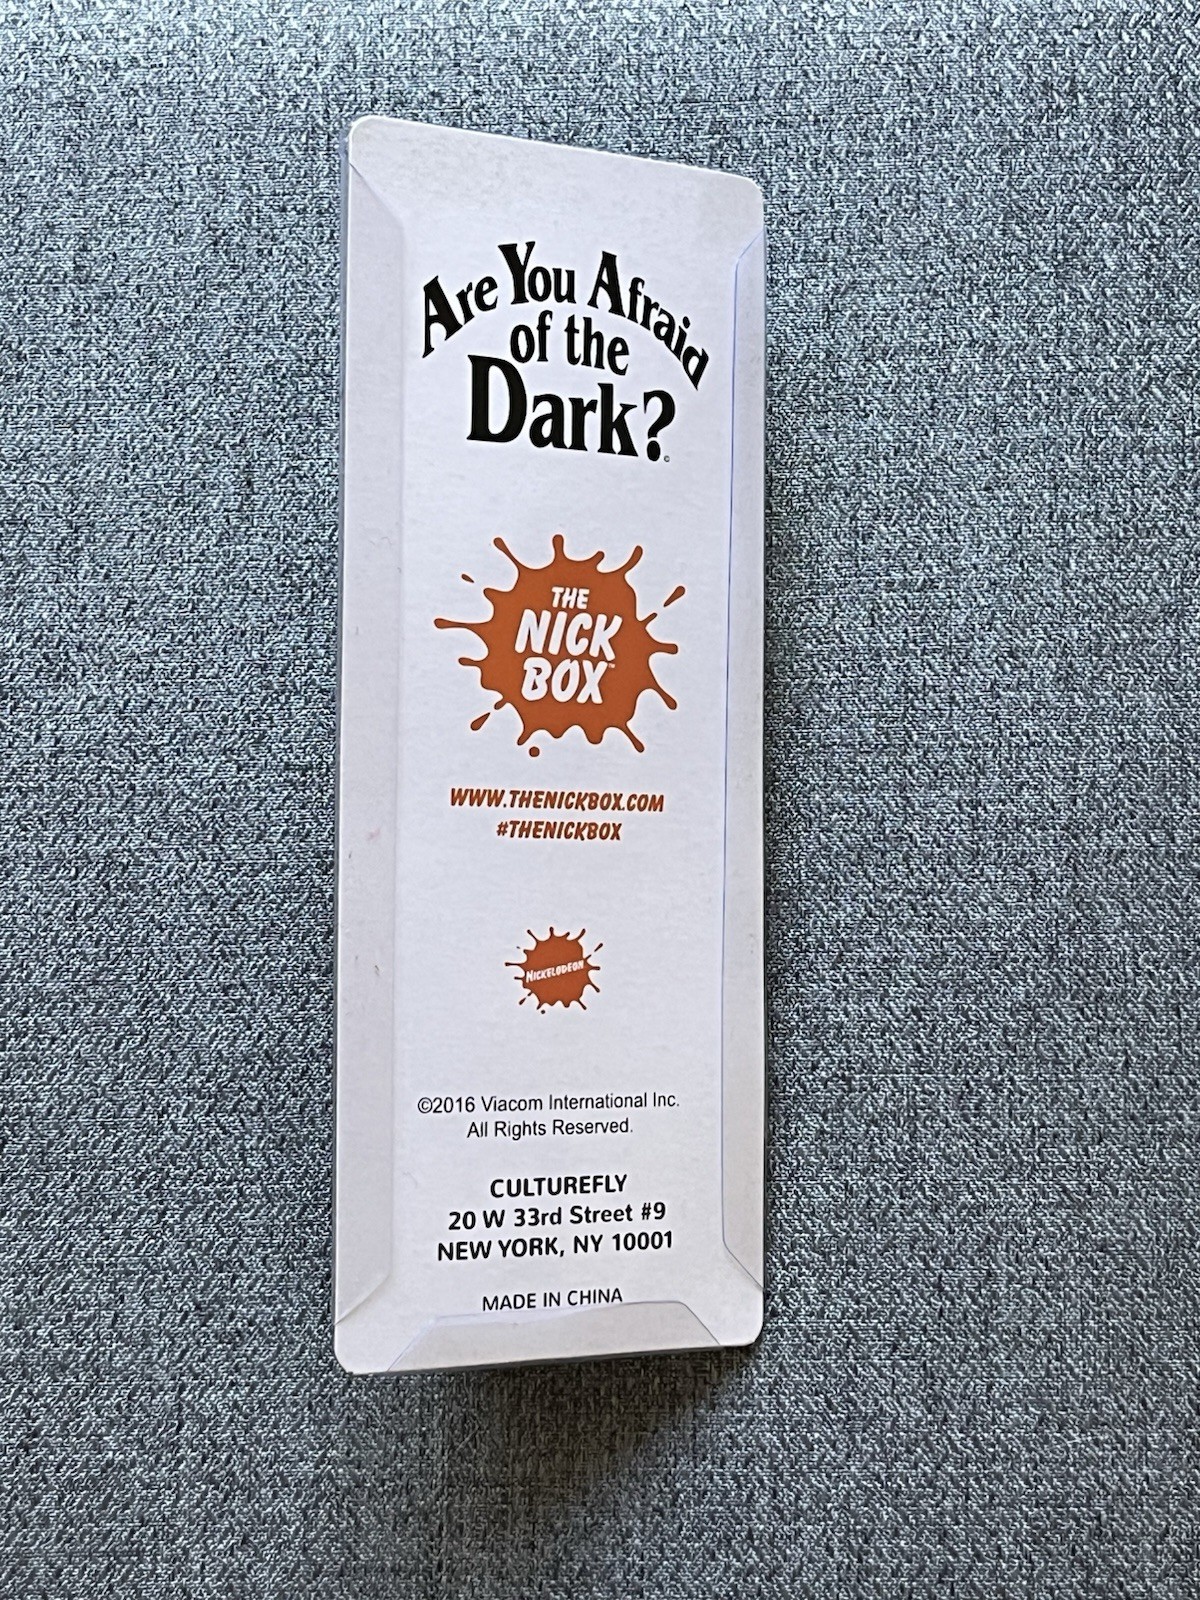 Are You Afraid
of the
Dark?
©
THE
NICK
BOX™
WWW.THENICKBOX.COM
#THENICKBOX
NICKELODEON
©2016 Viacom International Inc.
All Rights Reserved.
CULTUREFLY
20 W 33rd Street #9
NEW YORK, NY 10001
MADE IN CHINA